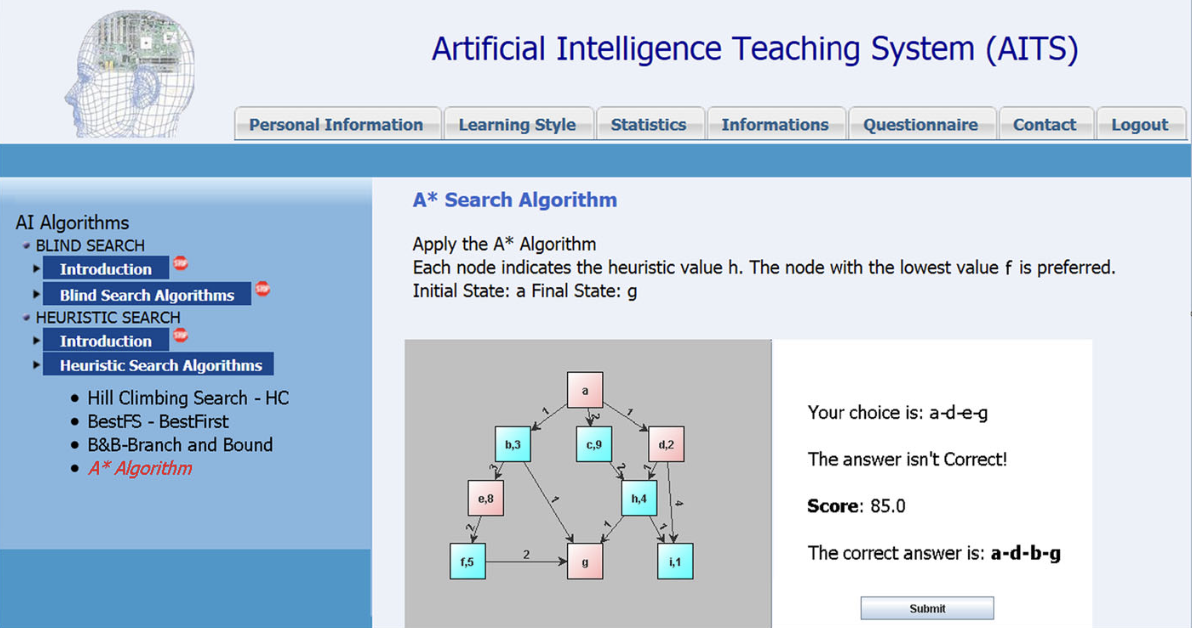 Artificial Intelligence Teaching System (AITS)
Personal Information Learning Style Statistics Informations Questionnaire Contact Logout
AI Algorithms
BLIND SEARCH
Introduction
STOP
Blind Search Algorithms
STOP
HEURISTIC SEARCH
Introduction
STOP
Heuristic Search Algorithms
Hill Climbing Search - HC
BestFS - BestFirst
B&B-Branch and Bound
A* Algorithm
A* Search Algorithm
Apply the A* Algorithm
Each node indicates the heuristic value h. The node with the lowest value f is preferred.
Initial State: a Final State: g
a
1 2 1
b,3 c,9 d,2
3 1 2 1 4
e,8 h,4
2 1 1
f,5 2 g i,1
Your choice is: a-d-e-g
The answer isn't Correct!
Score: 85.0
The correct answer is: a-d-b-g
Submit